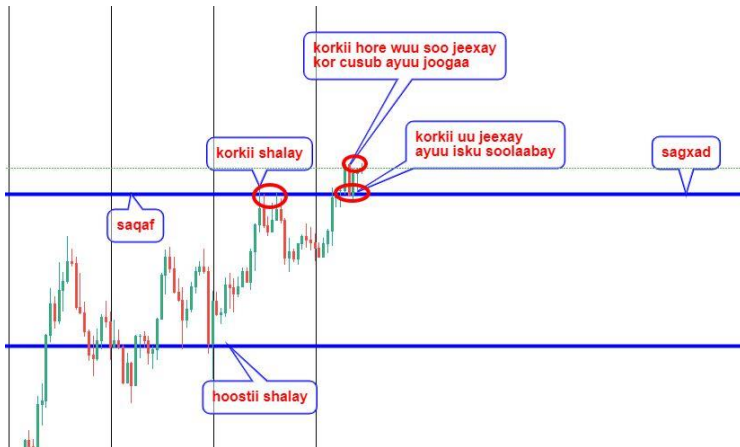 korkii hore wuu soo jeexay
kor cusub ayuu joogaa
korkii uu jeexay
ayuu isku soolaabay
korkii shalay
sagxad
saqaf
hoostii shalay